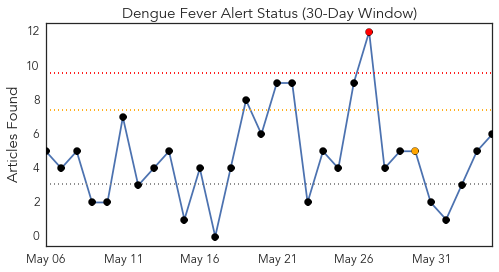 Dengue Fever Alert Status (30-Day Window)
Articles Found
12
10
8
6
4
2
0
May 06 May 11 May 16 May 21 May 26 May 31